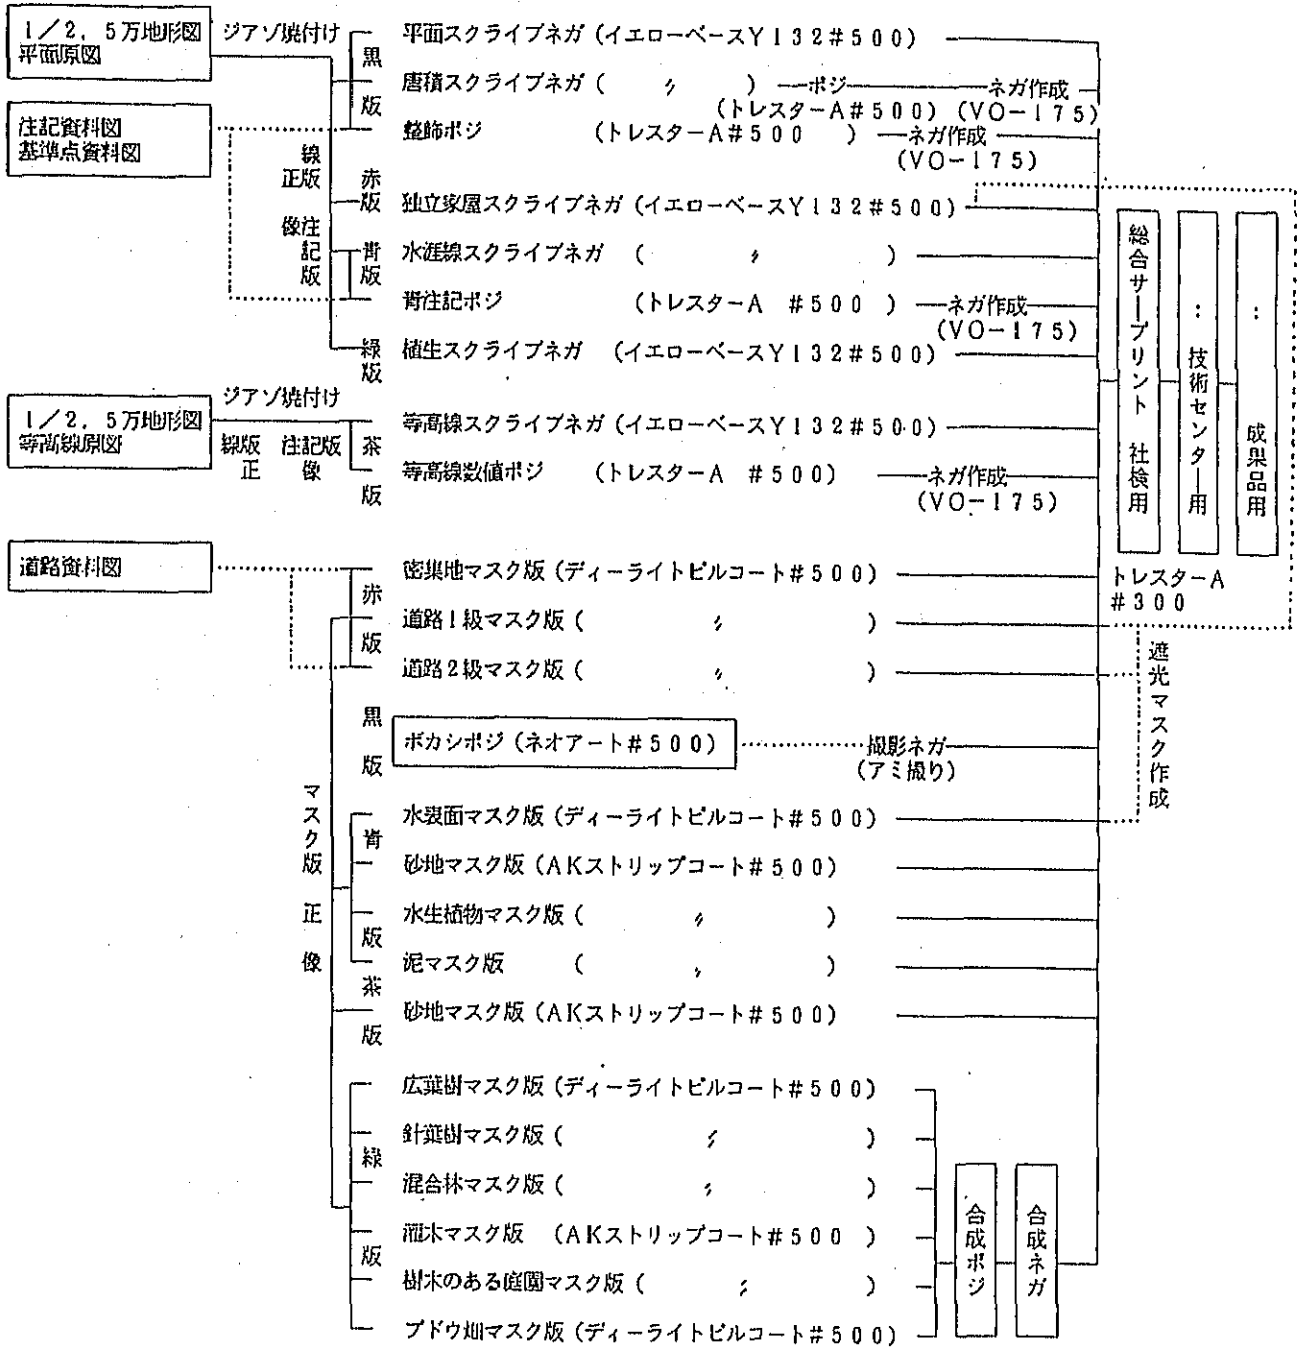 1/2,5万地形図 ジアゾ焼付け
平面原図
黒版
平面スクライブネガ(イエローベースY132#500)
唐積スクライブネガ( 〃 ) ポジ ネガ作成
(トレスターA#500) (VO-175)
注記資料図
基準点資料図
整飾ポジ (トレスターA#500 ) ネガ作成
(VO-175)
線 正版 像注記版
赤版
独立家屋スクライブネガ(イエローベースY132#500)
青版
水涯線スクライブネガ ( 〃 )
青注記ポジ (トレスターA #500 ) ネガ作成
(VO-175)
緑版
植生スクライブネガ (イエローベースY132#500)
1/2,5万地形図 ジアゾ焼付け
等高線原図
線版 注記版
正 像
茶版
等高線スクライブネガ(イエローベースY132#500)
等高線数値ポジ (トレスターA #500) ネガ作成
(VO-175)
総合サープリント 社検用
: 技術センター用
: 成果品用
トレスターA
#300
道路資料図
赤版
密集地マスク版(ディーライトピルコート#500)
道路1級マスク版( 〃 )
道路2級マスク版( 〃 )
遮光マスク作成
黒版
ボカシポジ(ネオアート#500) 撮影ネガ
(アミ撮り)
マスク版 正 像
青版
水表面マスク版(ディーライトピルコート#500)
砂地マスク版(AKストリップコート#500)
水生植物マスク版( 〃 )
泥マスク版 ( 〃 )
茶版
砂地マスク版(AKストリップコート#500)
緑版
広葉樹マスク版(ディーライトピルコート#500)
針葉樹マスク版( 〃 )
混合林マスク版( 〃 )
潅木マスク版 (AKストリップコート#500 )
樹木のある庭園マスク版( 〃 )
ブドウ畑マスク版(ディーライトピルコート#500)
合成ポジ
合成ネガ